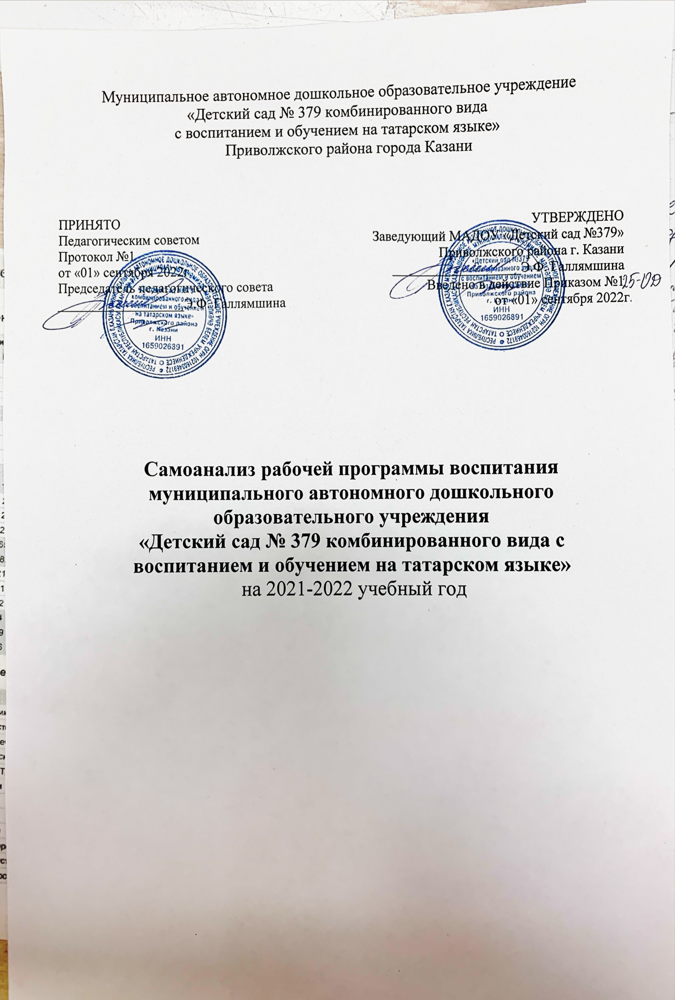 Муниципальное автономное дошкольное образовательное учреждение
«Детский сад № 379 комбинированного вида
с воспитанием и обучением на татарском языке»
Приволжского района города Казани
ПРИНЯТО
Педагогическим советом
Протокол №1
от «01» сентября 2022г
Председатель педагогического совета
Э.Ф. Галлямшина
комбинированного вида
с воспитанием и обучением
на татарском языке»
Приволжского района
г. Казани
ИНН
1659026891
УТВЕРЖДЕНО
Заведующий МАДОУ «Детский сад №379»
Приволжского района г. Казани
Э.Ф. Галлямшина
Введено в действие Приказом №125-ОД
от «01» сентября 2022г.
«Детский сад №379
комбинированного вида
с воспитанием и обучением
Приволжского района
г. Казани
ИНН
1659026891
Самоанализ рабочей программы воспитания
муниципального автономного дошкольного
образовательного учреждения
«Детский сад № 379 комбинированного вида с
воспитанием и обучением на татарском языке»
на 2021-2022 учебный год